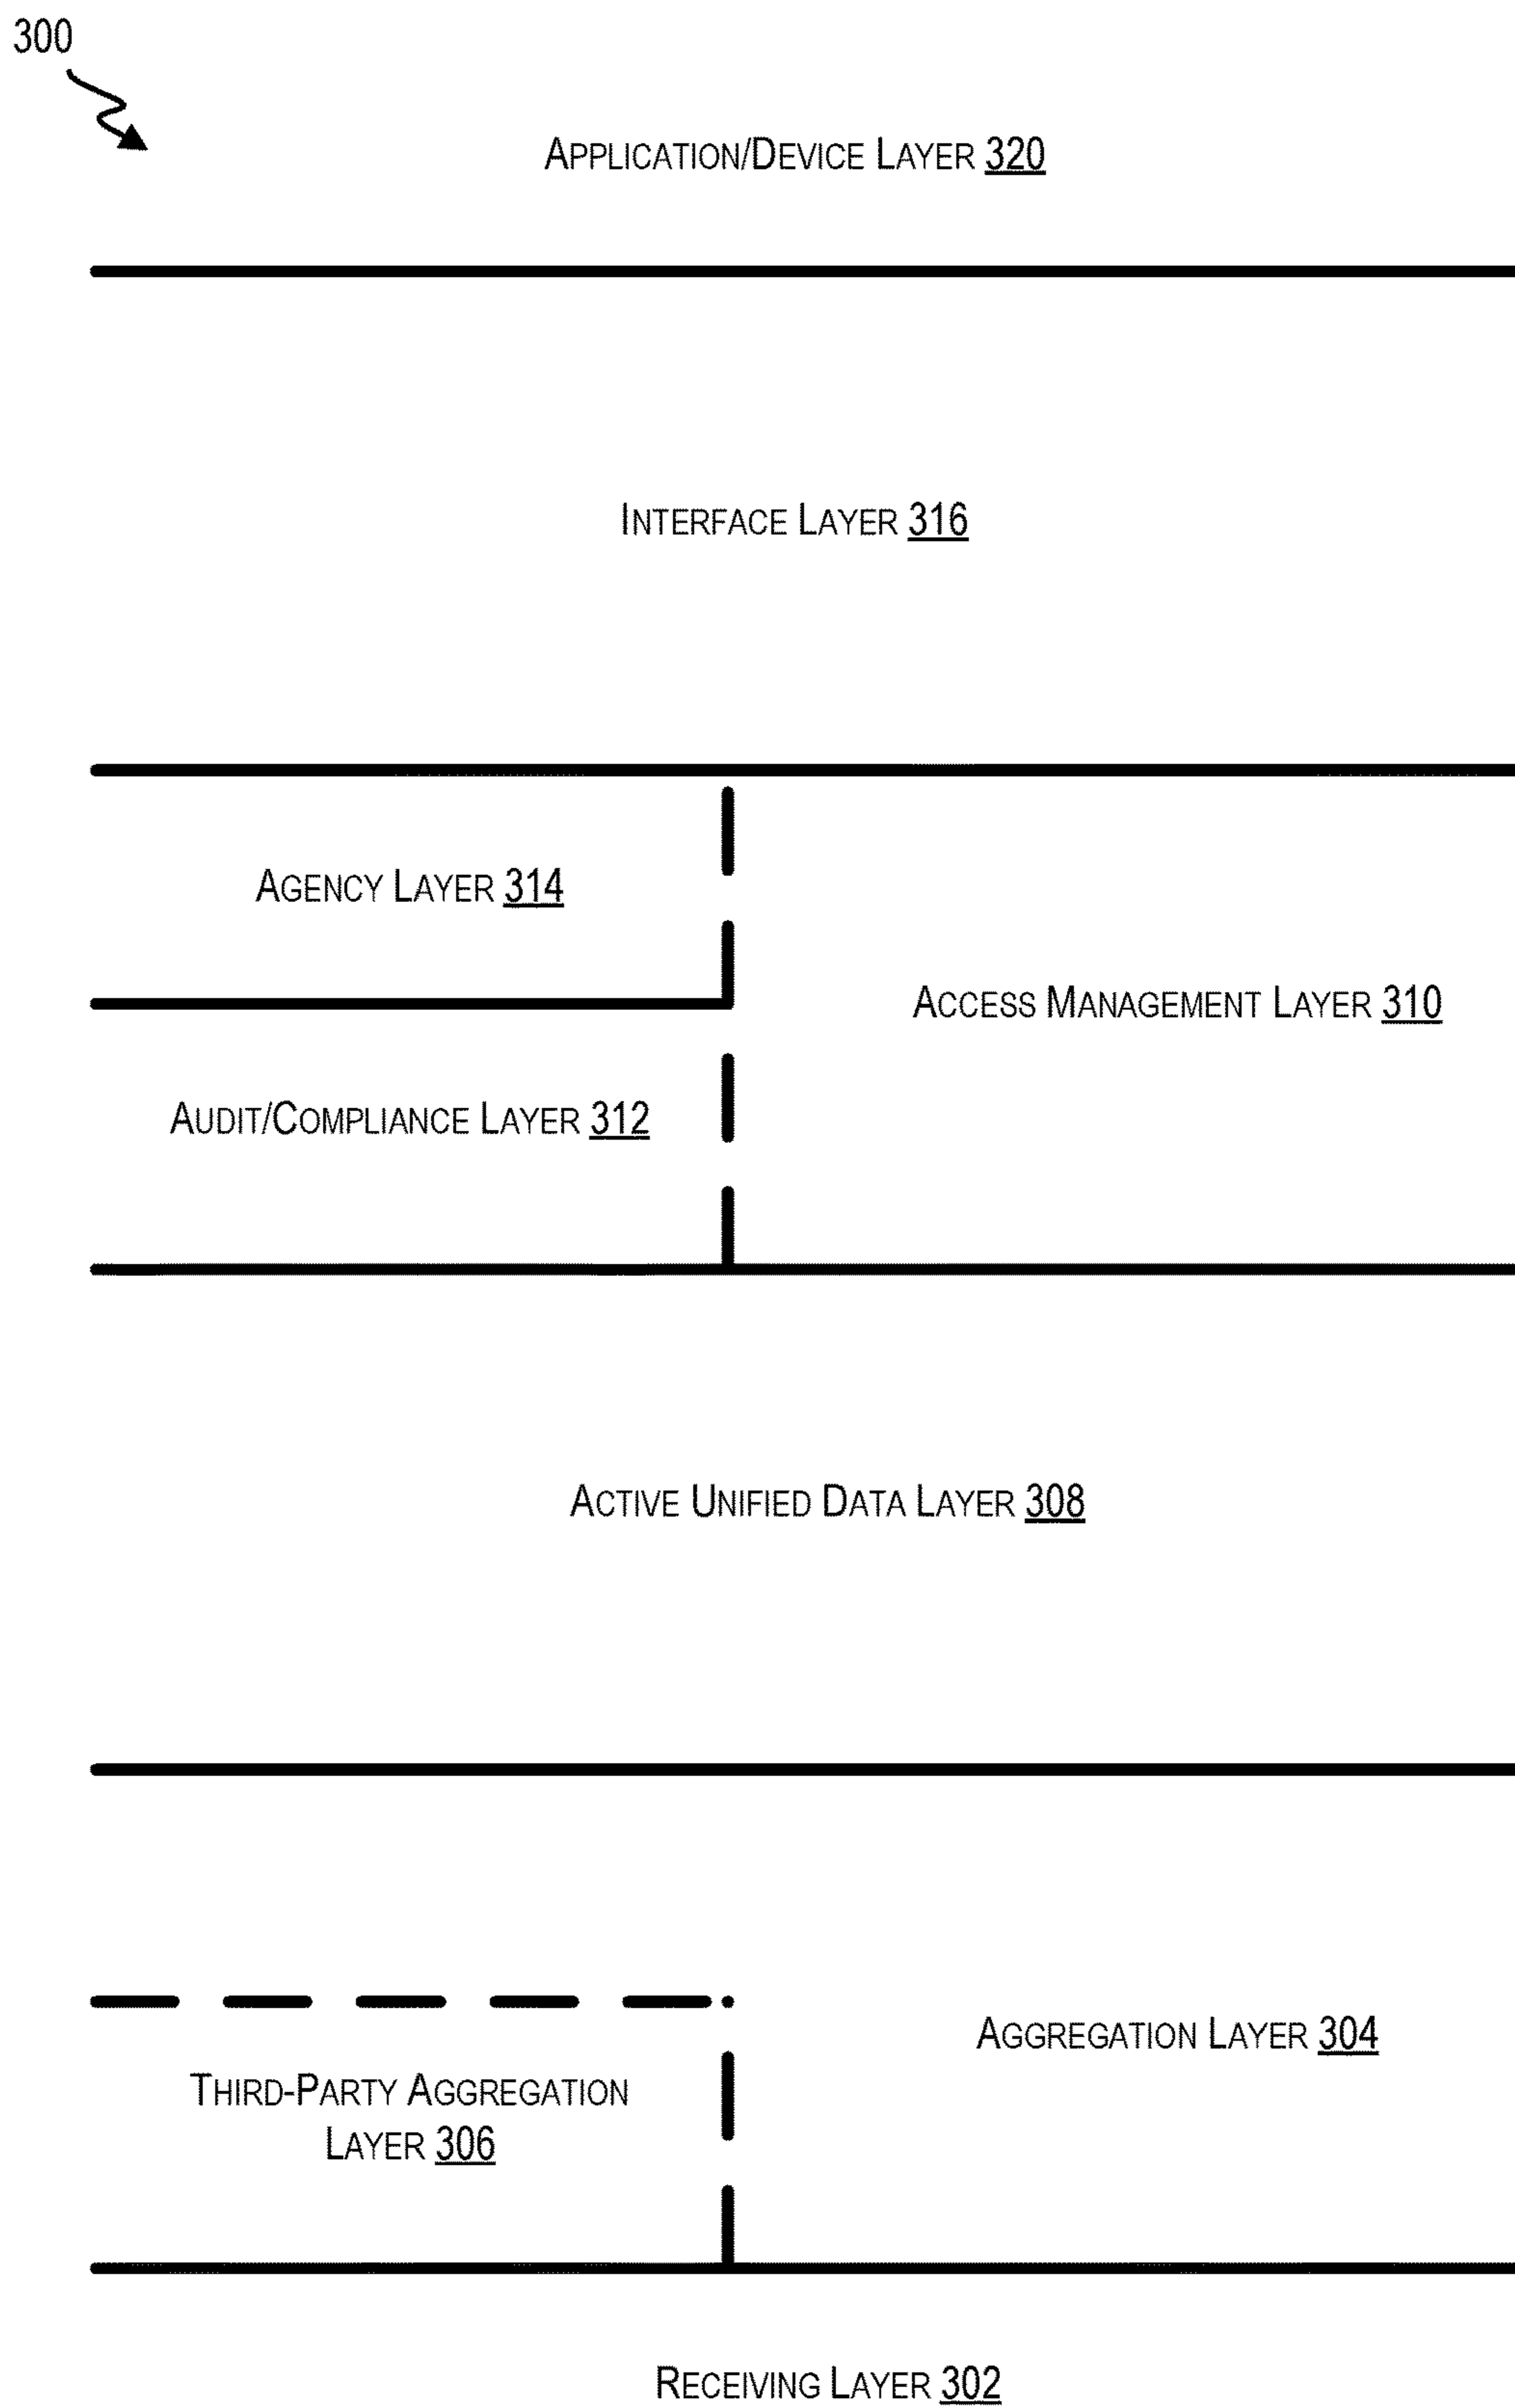 300
APPLICATION/DEVICE LAYER 320
INTERFACE LAYER 316
AGENCY LAYER 314
ACCESS MANAGEMENT LAYER 310
AUDIT/COMPLIANCE LAYER 312
ACTIVE UNIFIED DATA LAYER 308
AGGREGATION LAYER 304
THIRD-PARTY AGGREGATION
LAYER 306
RECEIVING LAYER 302